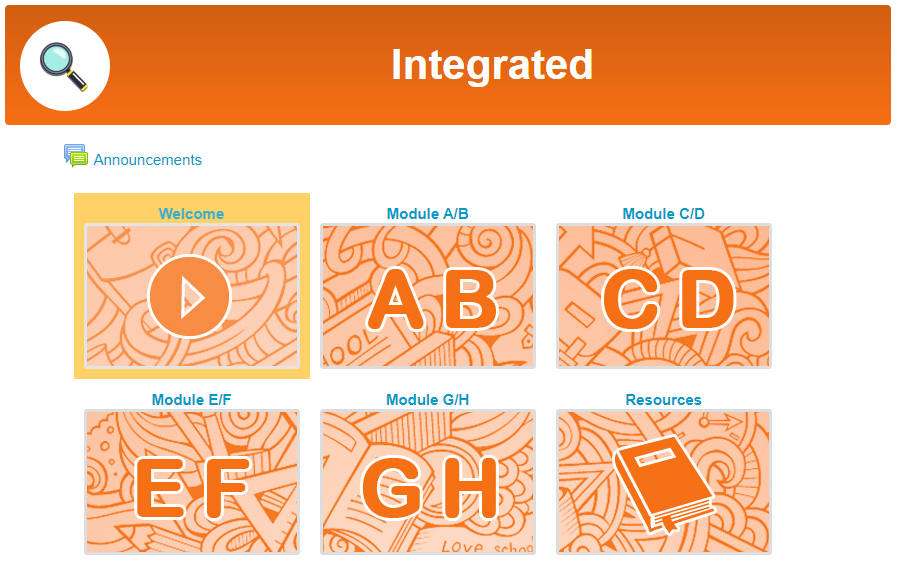 Integrated
Announcements
Welcome
Module A/B
Module C/D
A B
C D
Module E/F
Module G/H
Resources
E F
G H
LOVE schoo